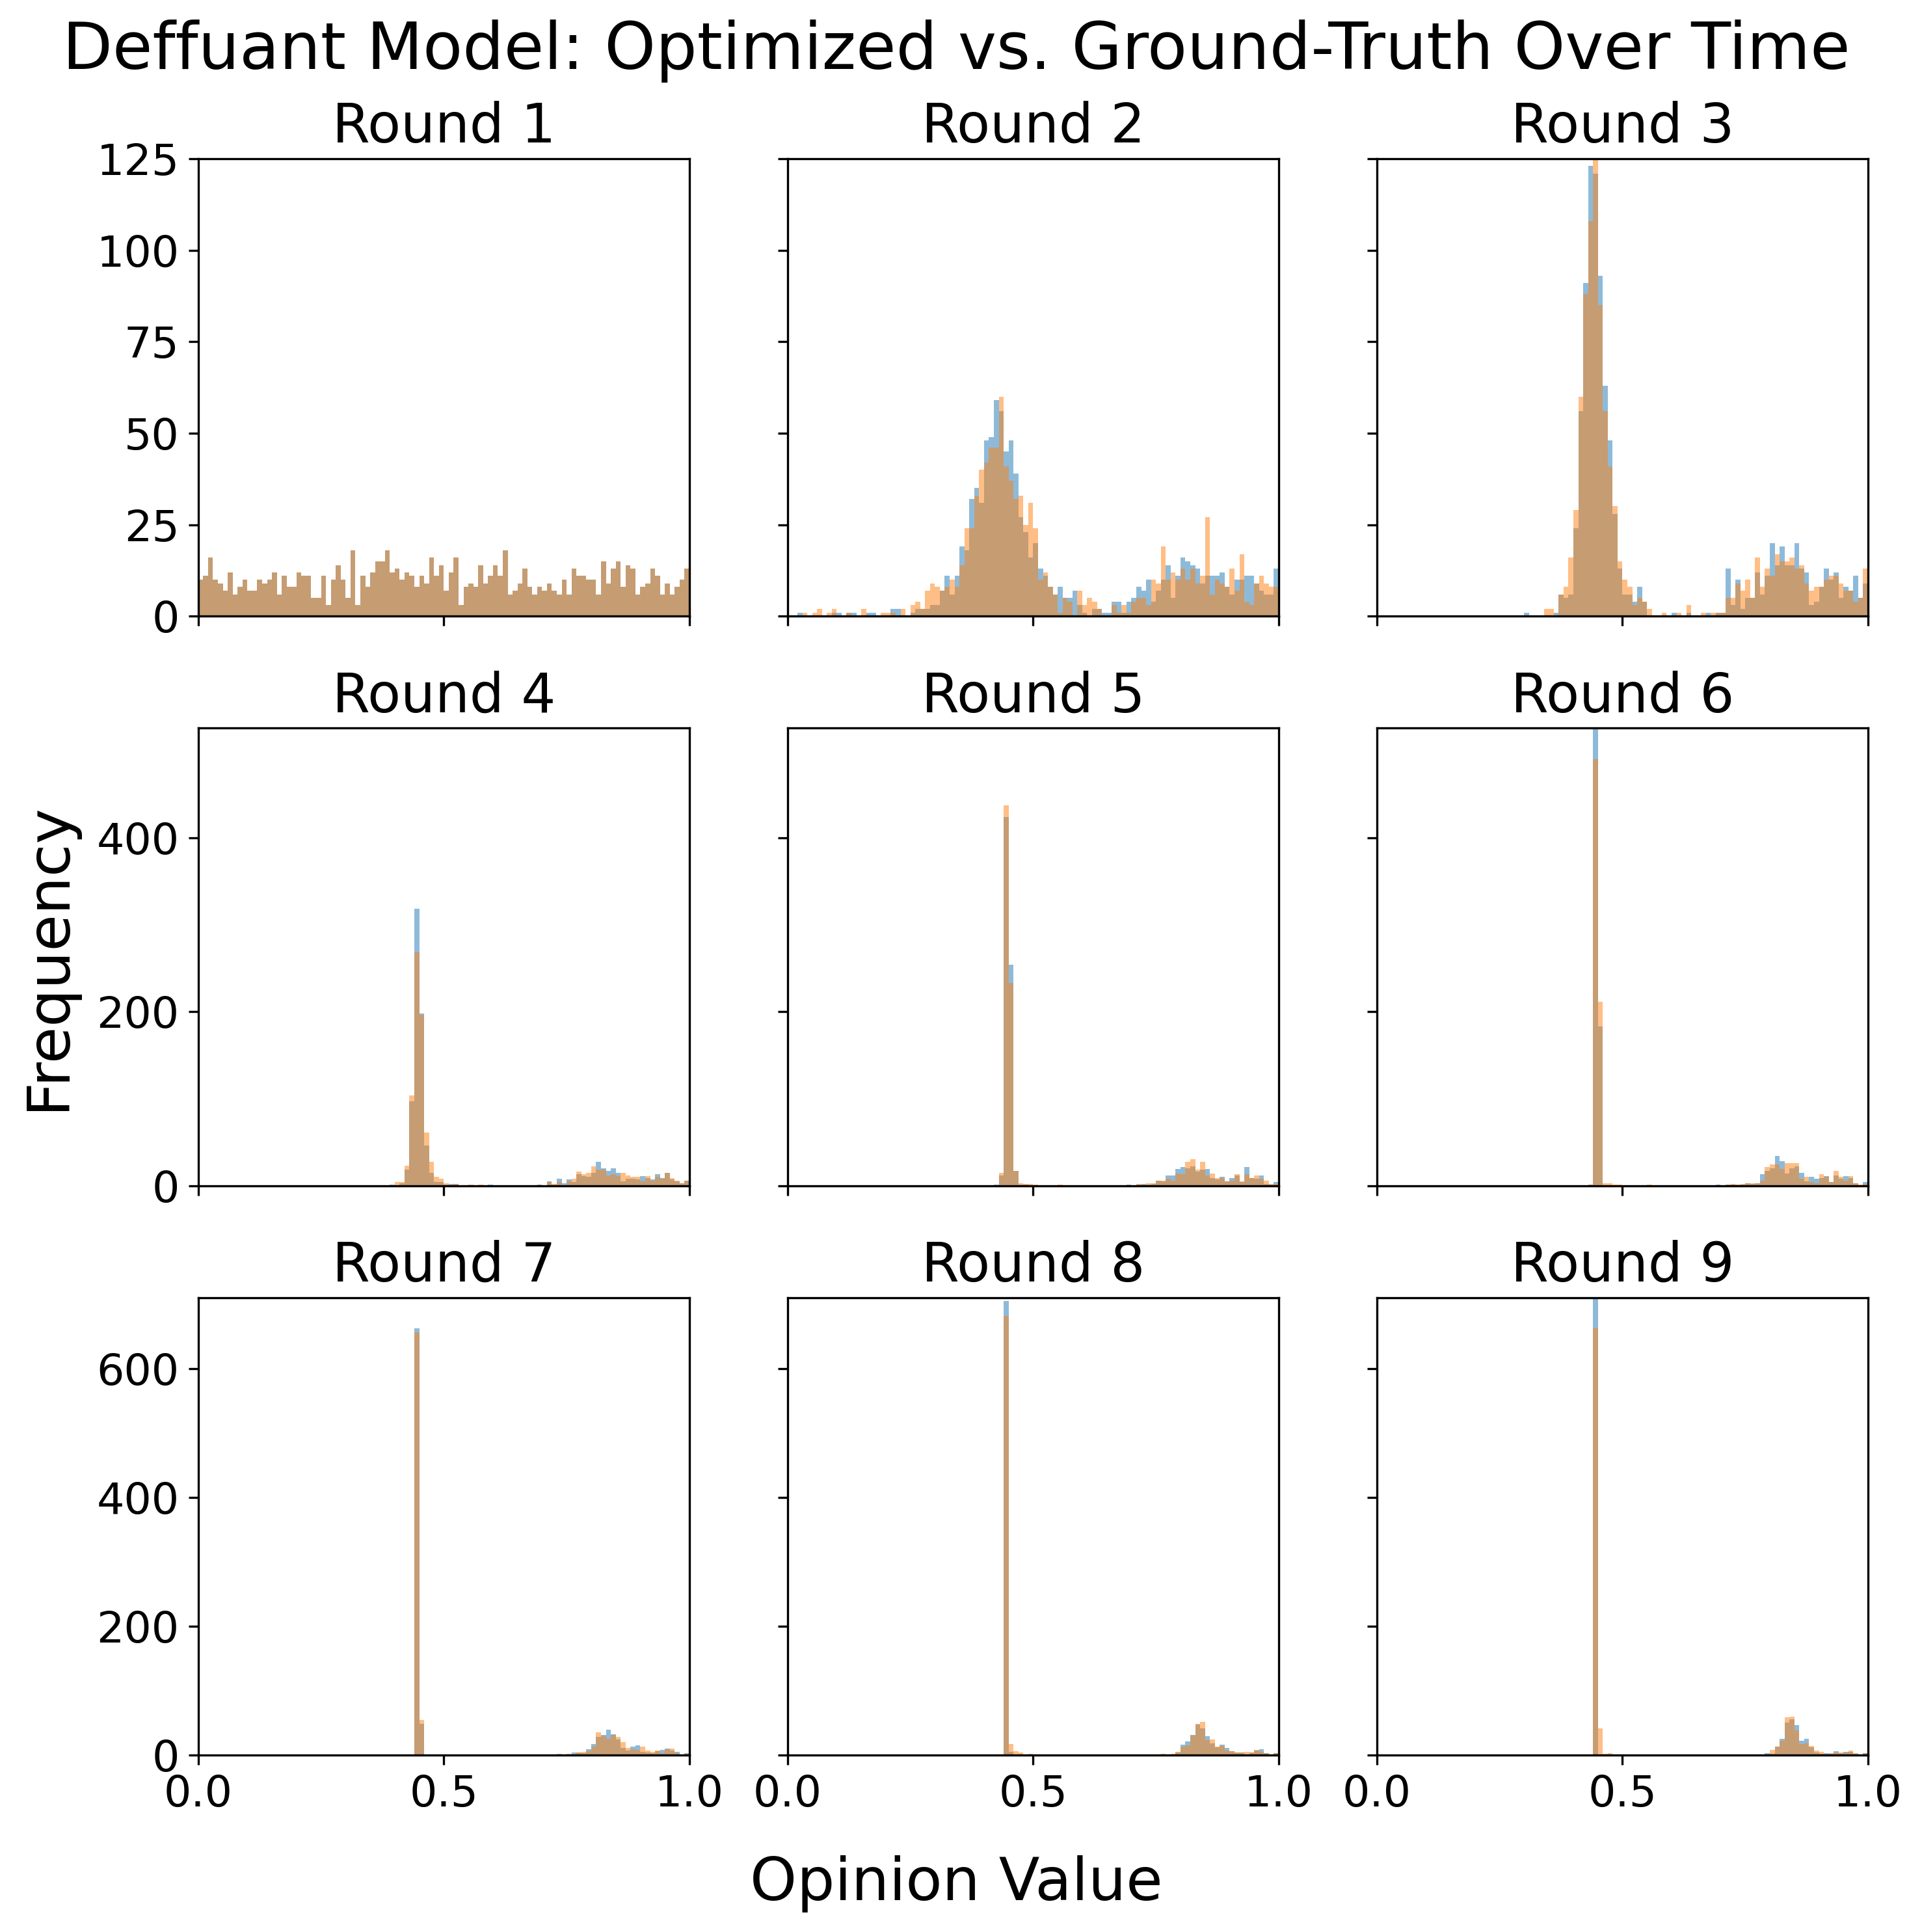 Deffuant Model: Optimized vs. Ground-Truth Over Time
Round 1
Round 2
Round 3
125
100
75
50
25
0
Round 4
Round 5
Round 6
400
200
0
Frequency
Round 7
Round 8
Round 9
600
400
200
0
0.0 0.5 1.0 0.0 0.5 1.0 0.0 0.5 1.0
Opinion Value